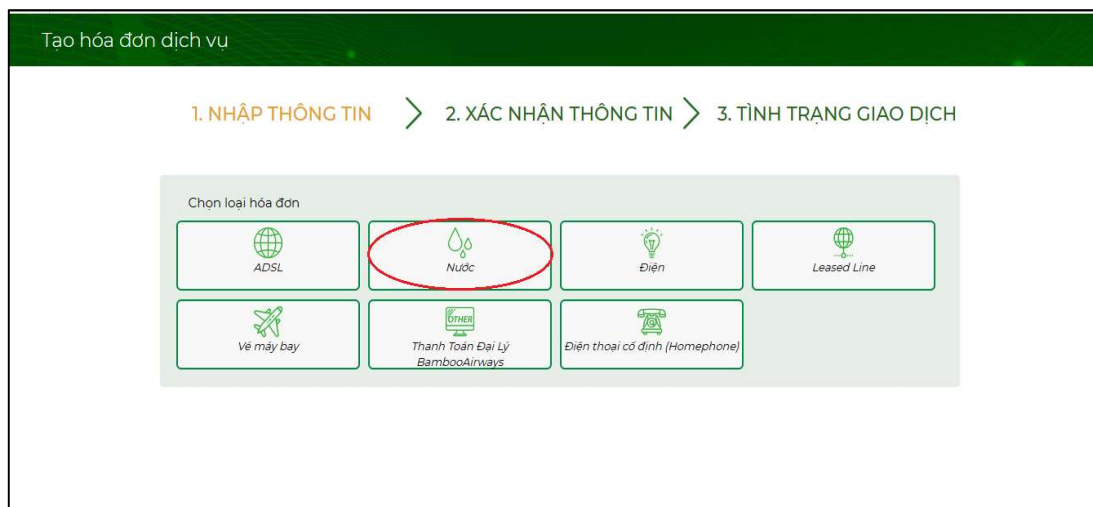 Tạo hóa đơn dịch vụ
1. NHẬP THÔNG TIN 2. XÁC NHẬN THÔNG TIN 3. TÌNH TRẠNG GIAO DỊCH
Chọn loại hóa đơn
ADSL Nước Điện Leased Line
OTHER
Vé máy bay Thanh Toán Đại Lý Điện thoại cố định (Homephone)
BambooAirways